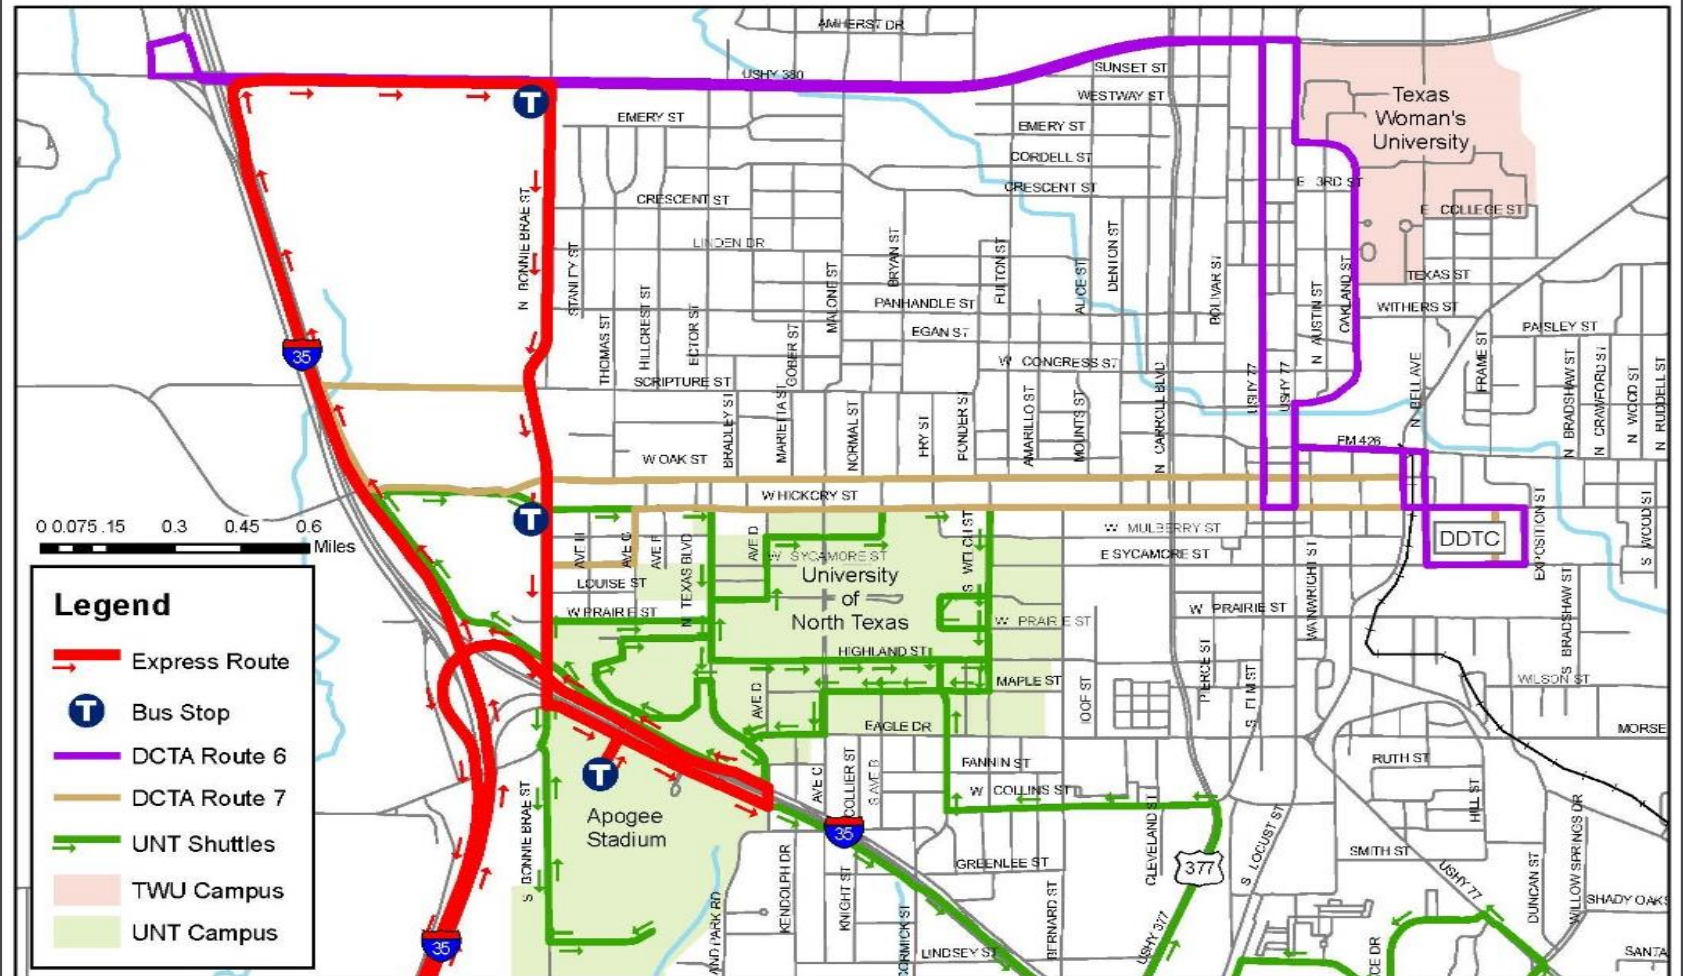 AMHERST DR
USHY 380
SUNSET ST
WESTWAY ST
Texas
Woman's
University
T
EMERY ST
EMERY ST
CORDELL ST
CRESCENT ST
CRESCENT ST
E 3RD ST
E COLLEGE ST
N BONNIE BRAE ST
STANLEY ST
LINDEN DR
BRYAN ST
FULTON ST
ALICE ST
DENTON ST
BOLIVAR ST
MALONE ST
TEXAS ST
OAKLAND ST
N AUSTIN ST
WITHERS ST
PANHANDLE ST
THOMAS ST
HILLCREST ST
ECTOR ST
GOBER ST
EGAN ST
PAISLEY ST
35
W CONGRESS ST
SCRIPTURE ST
N CARROLL BLVD
USHY 77
USHY 77
N BELL AVE
FRAME ST
N BRADSHAW ST
N CRAWFORD ST
N WOOD ST
N RUDDELL ST
BRADLEY ST
MARIETTA ST
NORMAL ST
FRY ST
PONDER ST
AMARILLO ST
MOUNTS ST
FM 426
W OAK ST
W HICKORY ST
T
0 0.075 .15 0.3 0.45 0.6
Miles
AVE H
AVE G
AVE F
N TEXAS BLVD
AVE D
W SYCAMORE ST
S WELCH ST
W MULBERRY ST
E SYCAMORE ST
DDTC
EXPOSITION ST
S WOOD ST
LOUISE ST
University
of
North Texas
W PRAIRIE ST
W PRAIRIE ST
W PRAIRIE ST
WAINWRIGHT ST
S BRADSHAW ST
HIGHLAND ST
MAPLE ST
AVE D
PIERCE ST
S ELM ST
WILSON ST
EAGLE DR
MORSE
Legend
Express Route
T Bus Stop
DCTA Route 6
DCTA Route 7
UNT Shuttles
TWU Campus
UNT Campus
T
Apogee
Stadium
S BONNIE BRAE ST
AVE C
COLLIER ST
S AVE B
FANNIN ST
W COLLINS ST
RUTH ST
HILL ST
35
GREENLEE ST
CLEVELAND ST
377
S LOCUST ST
SMITH ST
USHY 77
DUNCAN ST
WILLOW SPRINGS DR
SHADY OAKS
KENDOLPH DR
KNIGHT ST
BERNARD ST
USHY 377
LINDSEY ST
35
SANTA